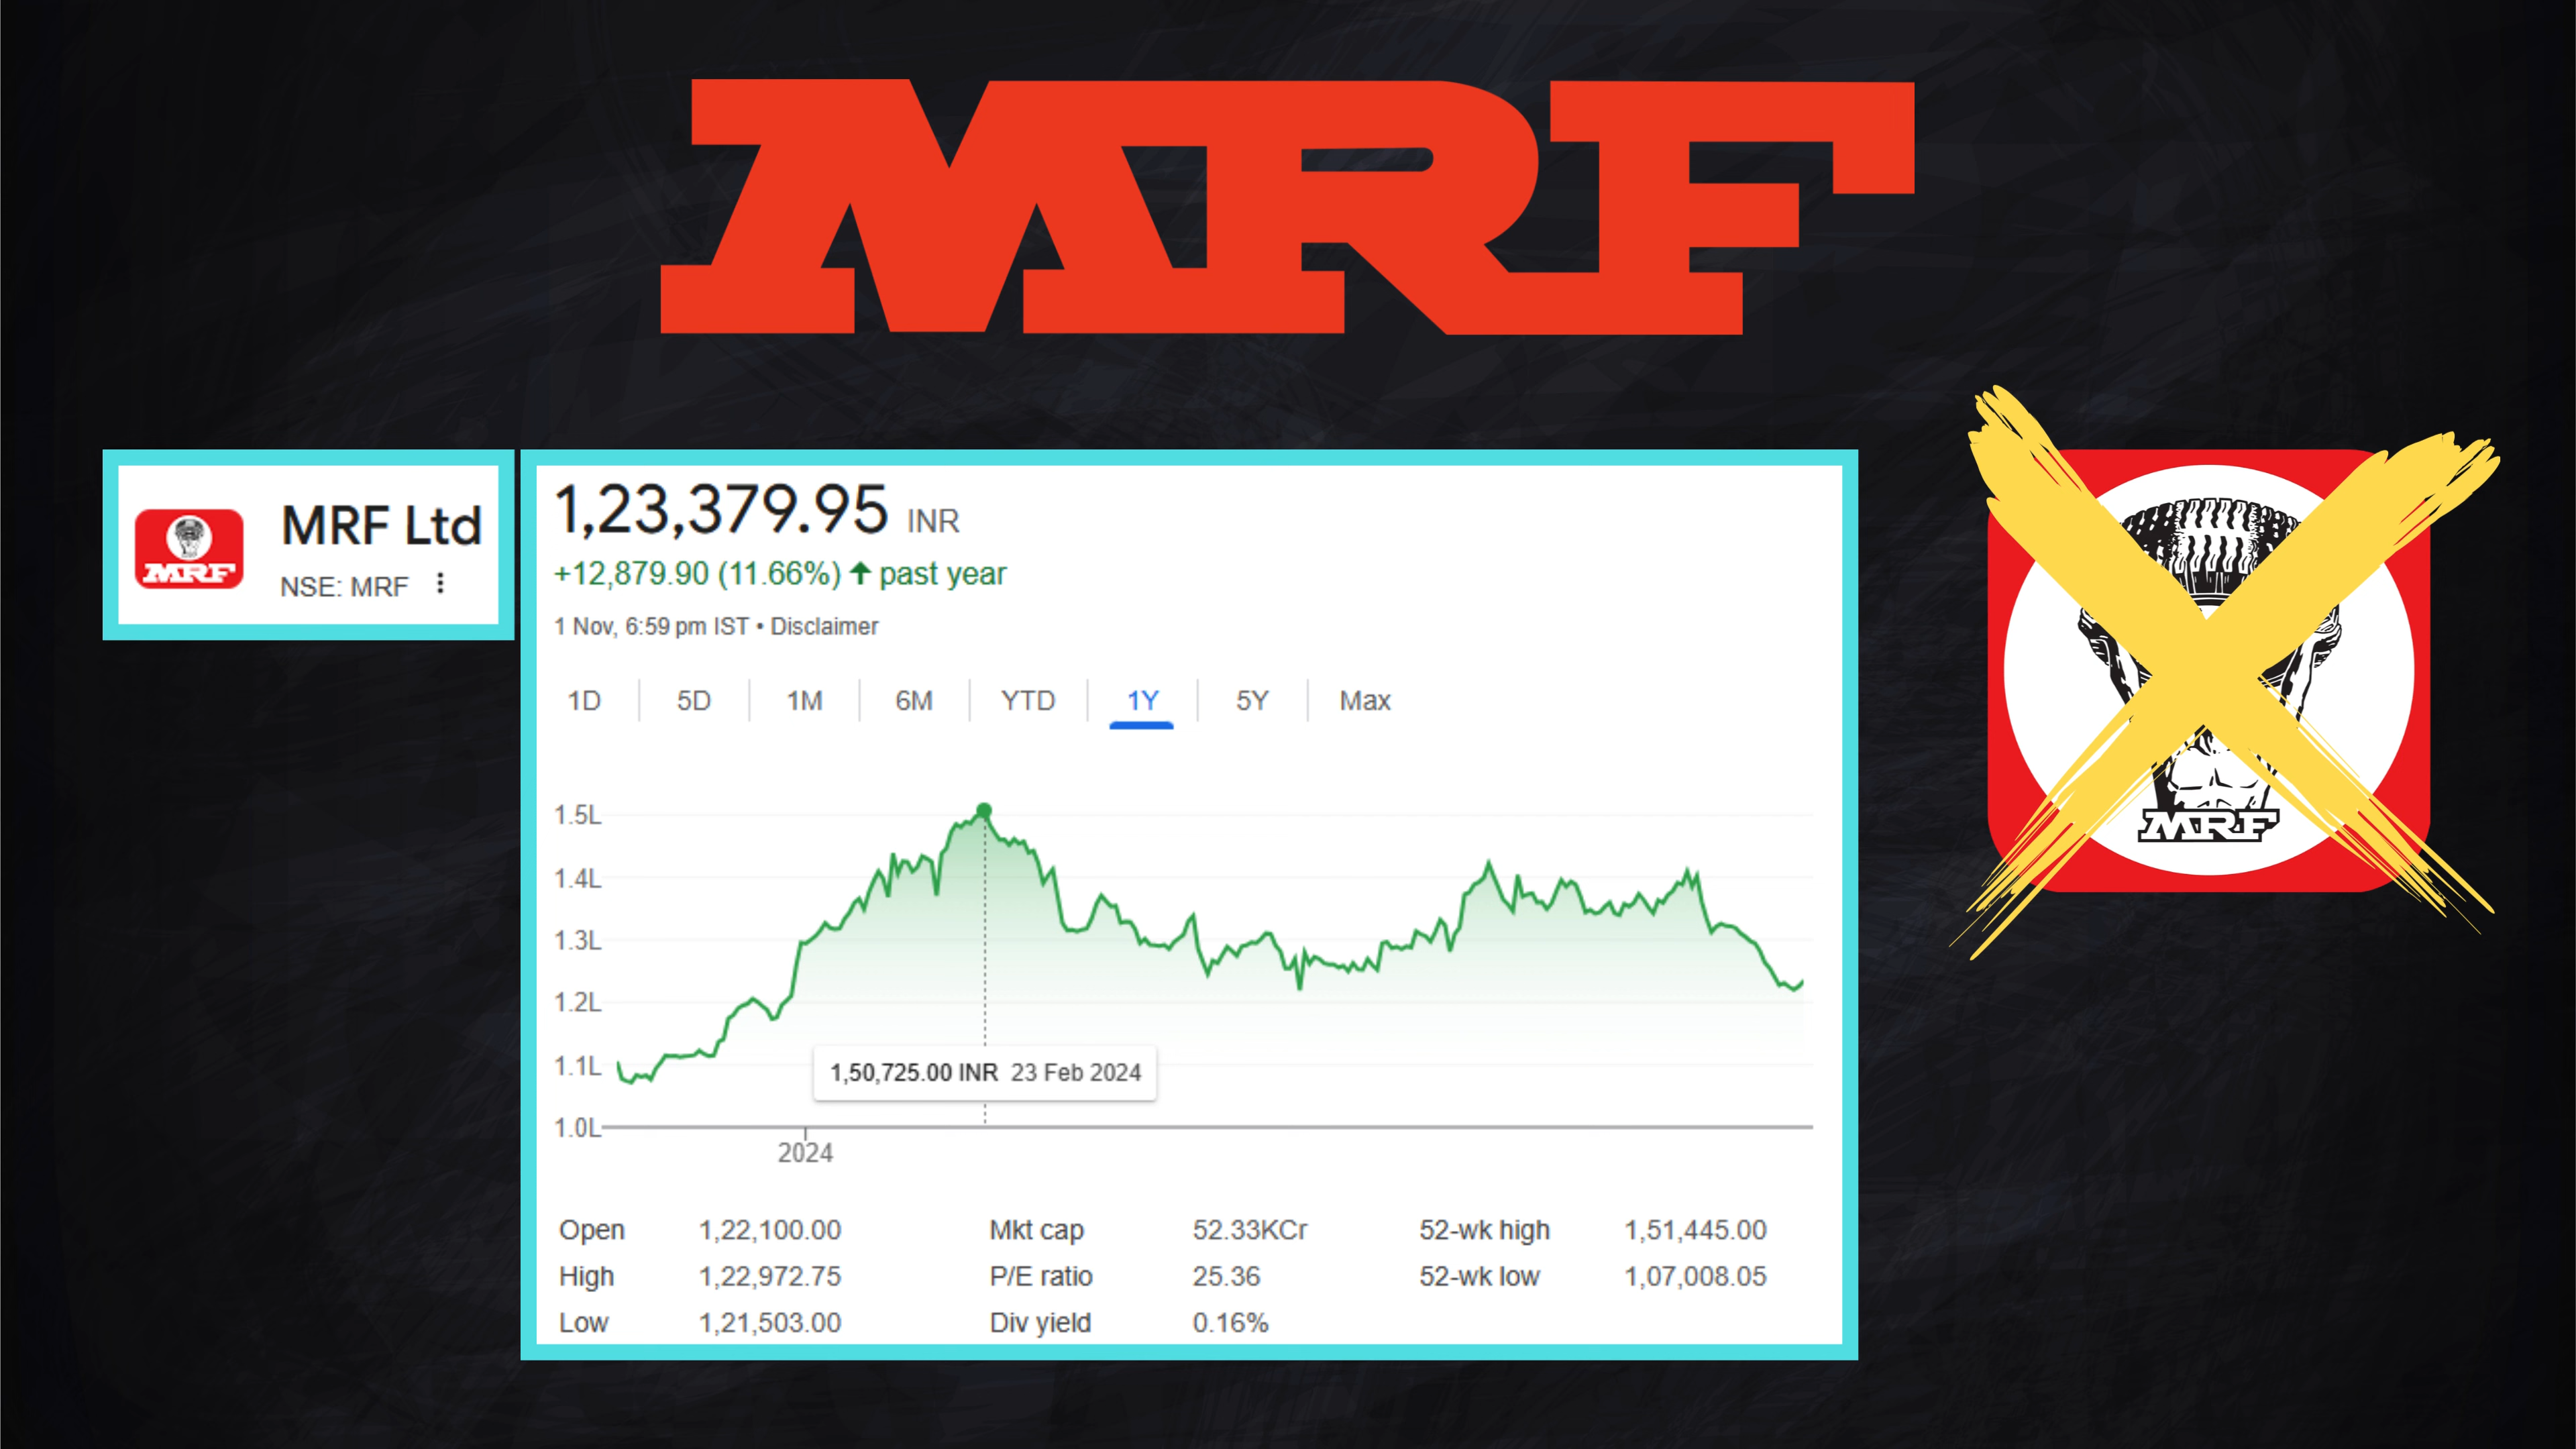 MRF
MRF
MRF Ltd
NSE: MRF
1,23,379.95 INR
+12,879.90 (11.66%) ↑ past year
1 Nov, 6:59 pm IST • Disclaimer
1D 5D 1M 6M YTD 1Y 5Y Max
1.5L
1.4L
1.3L
1.2L
1.1L
1.0L
1,50,725.00 INR 23 Feb 2024
2024
Open 1,22,100.00 Mkt cap 52.33KCr 52-wk high 1,51,445.00
High 1,22,972.75 P/E ratio 25.36 52-wk low 1,07,008.05
Low 1,21,503.00 Div yield 0.16%
MRF